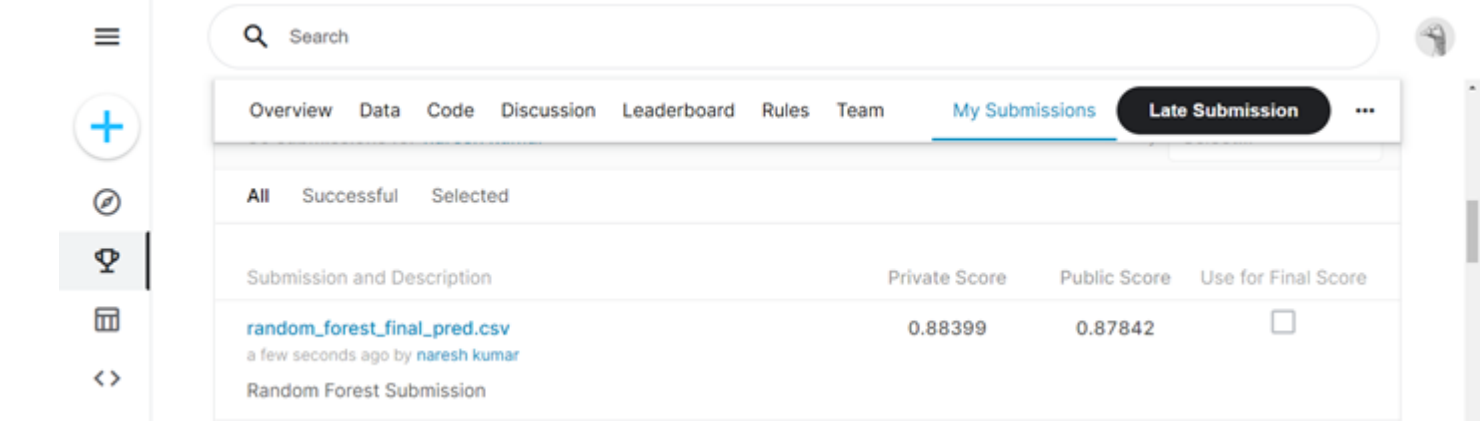 Search
Overview Data Code Discussion Leaderboard Rules Team My Submissions Late Submission ...
All Successful Selected
Submission and Description Private Score Public Score Use for Final Score
random_forest_final_pred.csv 0.88399 0.87842
a few seconds ago by naresh kumar
Random Forest Submission